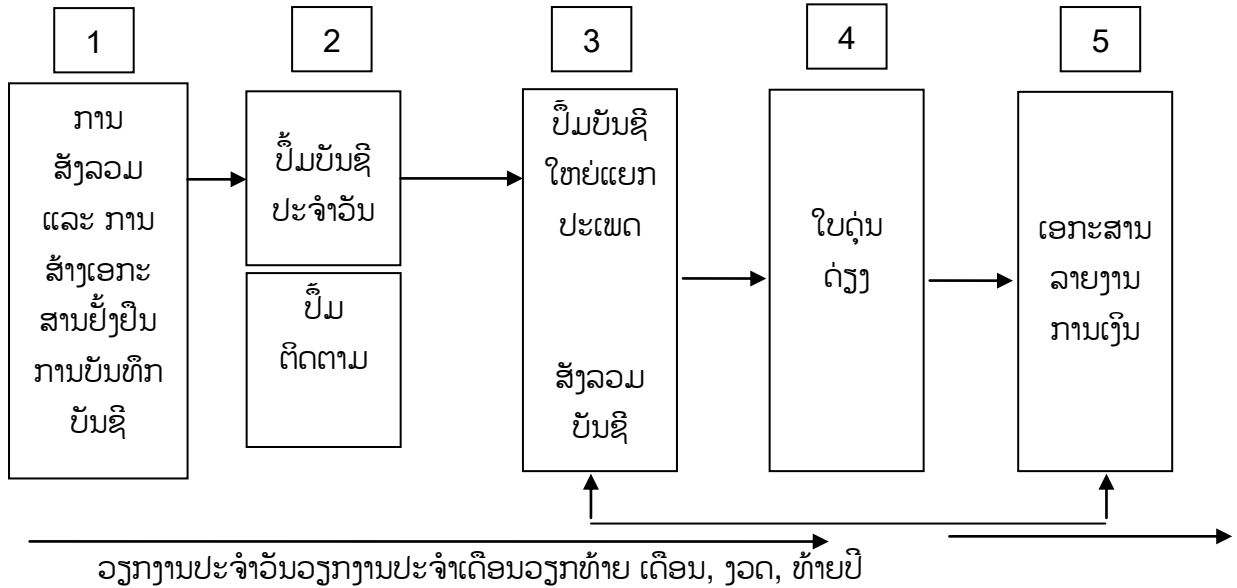 1
2
3
4
5
ການ
ສັງລວມ
ແລະ ການ
ສ້າງເອກະ
ສານຢັ້ງຢືນ
ການບັນທຶກ
ບັນຊີ
ປຶ້ມບັນຊີ
ປະຈຳວັນ
ປຶ້ມ
ຕິດຕາມ
ປຶ້ມບັນຊີ
ໃຫຍ່ແຍກ
ປະເພດ
ສັງລວມ
ບັນຊີ
ໃບດຸ່ນ
ດ່ຽງ
ເອກະສານ
ລາຍງານ
ການເງິນ
ວຽກງານປະຈຳວັນວຽກງານປະຈຳເດືອນວຽກທ້າຍ ເດືອນ, ງວດ, ທ້າຍປີ